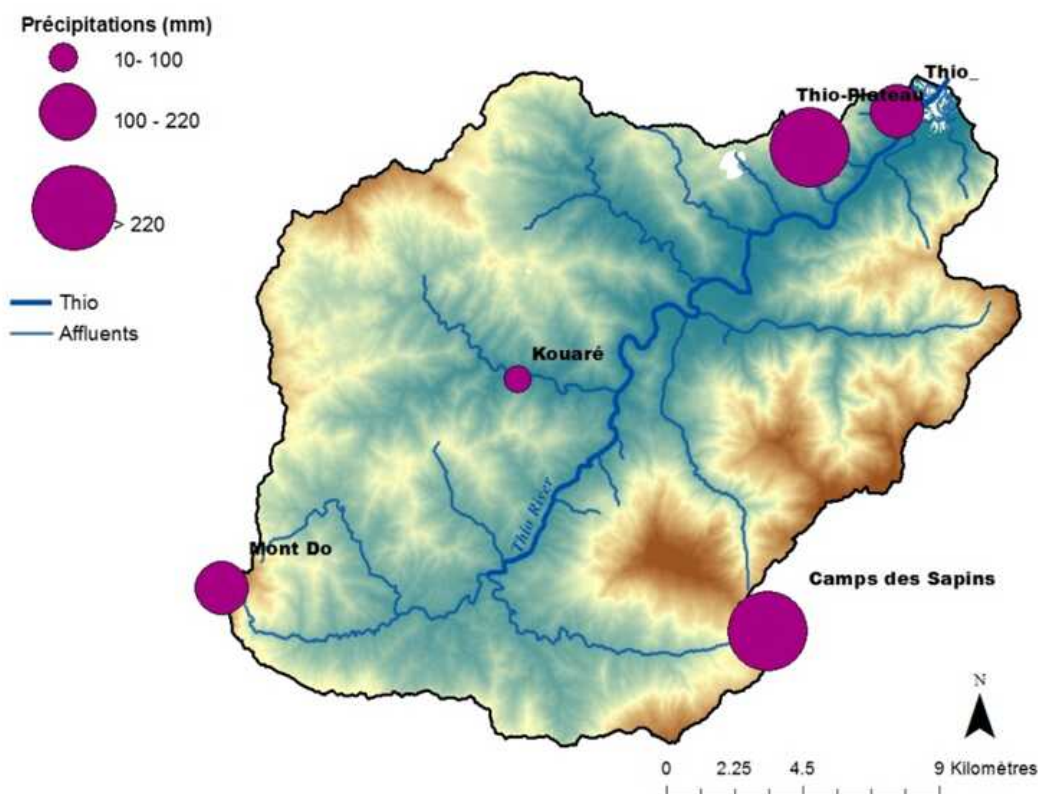 Précipitations (mm)
10- 100
100 - 220
> 220
Thio
Affluents
Thio_
Thio-Plateau
Kouaré
Thio River
Mont Do
Camps des Sapins
N
0 2.25 4.5 9 Kilomètres